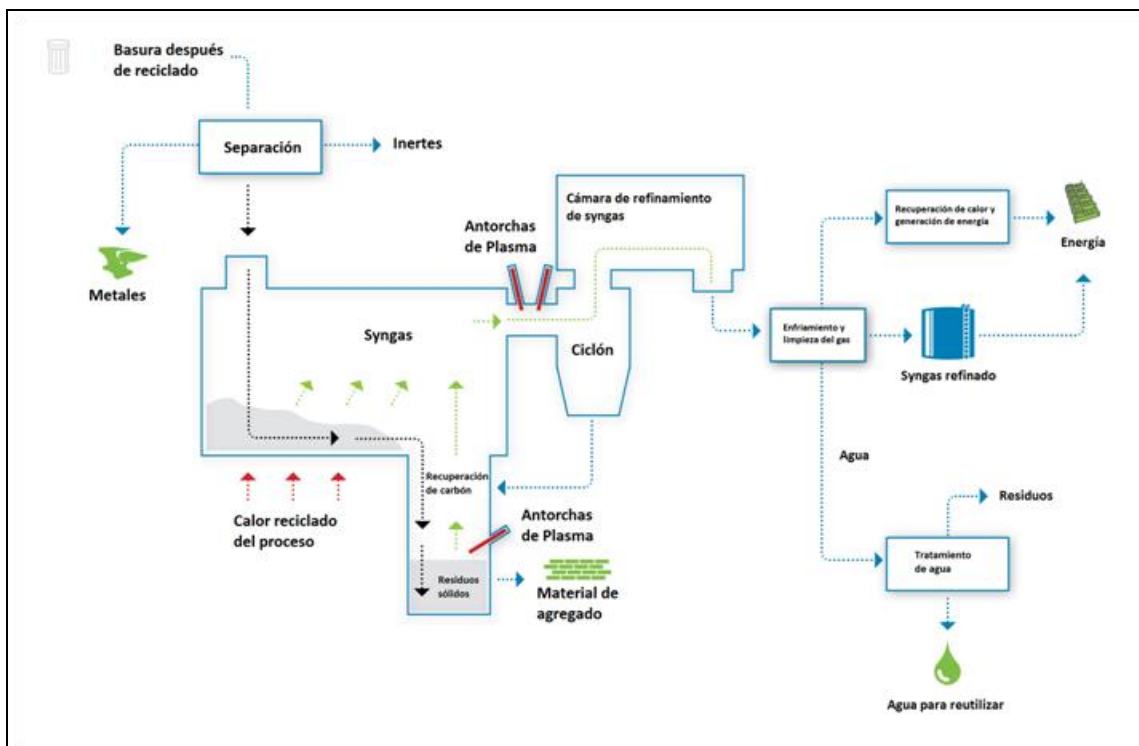 Basura después
de reciclado
Separación
Inertes
Metales
Antorchas
de Plasma
Cámara de refinamiento
de syngas
Syngas
Ciclón
Recuperación de calor y
generación de energía
Energía
Enfriamiento y
limpieza del gas
Syngas refinado
Recuperación
de carbón
Calor reciclado
del proceso
Antorchas
de Plasma
Residuos
sólidos
Material de
agregado
Agua
Residuos
Tratamiento
de agua
Agua para reutilizar